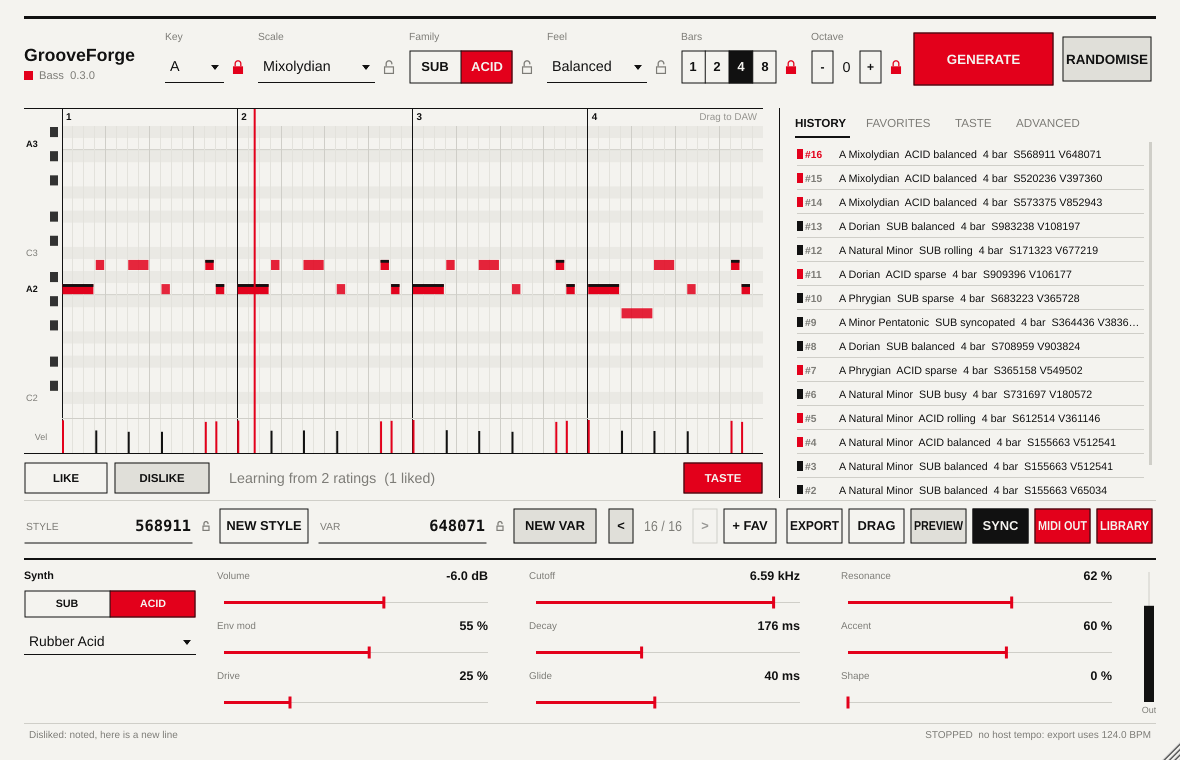 GrooveForge
Bass 0.3.0
Key
A
Scale
Mixolydian
Family
SUB ACID
Feel
Balanced
Bars
1 2 4 8
Octave
- 0 +
GENERATE
RANDOMISE
1 2 3 4 Drag to DAW
A3
C3
A2
C2
Vel
LIKE DISLIKE Learning from 2 ratings (1 liked) TASTE
HISTORY FAVORITES TASTE ADVANCED
#16 A Mixolydian ACID balanced 4 bar S568911 V648071
#15 A Mixolydian ACID balanced 4 bar S520236 V397360
#14 A Mixolydian ACID balanced 4 bar S573375 V852943
#13 A Dorian SUB balanced 4 bar S983238 V108197
#12 A Natural Minor SUB rolling 4 bar S171323 V677219
#11 A Dorian ACID sparse 4 bar S909396 V106177
#10 A Phrygian SUB sparse 4 bar S683223 V365728
#9 A Minor Pentatonic SUB syncopated 4 bar S364436 V3836…
#8 A Dorian SUB balanced 4 bar S708959 V903824
#7 A Phrygian ACID sparse 4 bar S365158 V549502
#6 A Natural Minor SUB busy 4 bar S731697 V180572
#5 A Natural Minor ACID rolling 4 bar S612514 V361146
#4 A Natural Minor ACID balanced 4 bar S155663 V512541
#3 A Natural Minor SUB balanced 4 bar S155663 V512541
#2 A Natural Minor SUB balanced 4 bar S155663 V65034
STYLE 568911 NEW STYLE VAR 648071 NEW VAR < 16 / 16 > + FAV EXPORT DRAG PREVIEW SYNC MIDI OUT LIBRARY
Synth
SUB ACID
Rubber Acid
Volume -6.0 dB
Cutoff 6.59 kHz
Resonance 62 %
Env mod 55 %
Decay 176 ms
Accent 60 %
Drive 25 %
Glide 40 ms
Shape 0 %
Out
Disliked: noted, here is a new line
STOPPED no host tempo: export uses 124.0 BPM